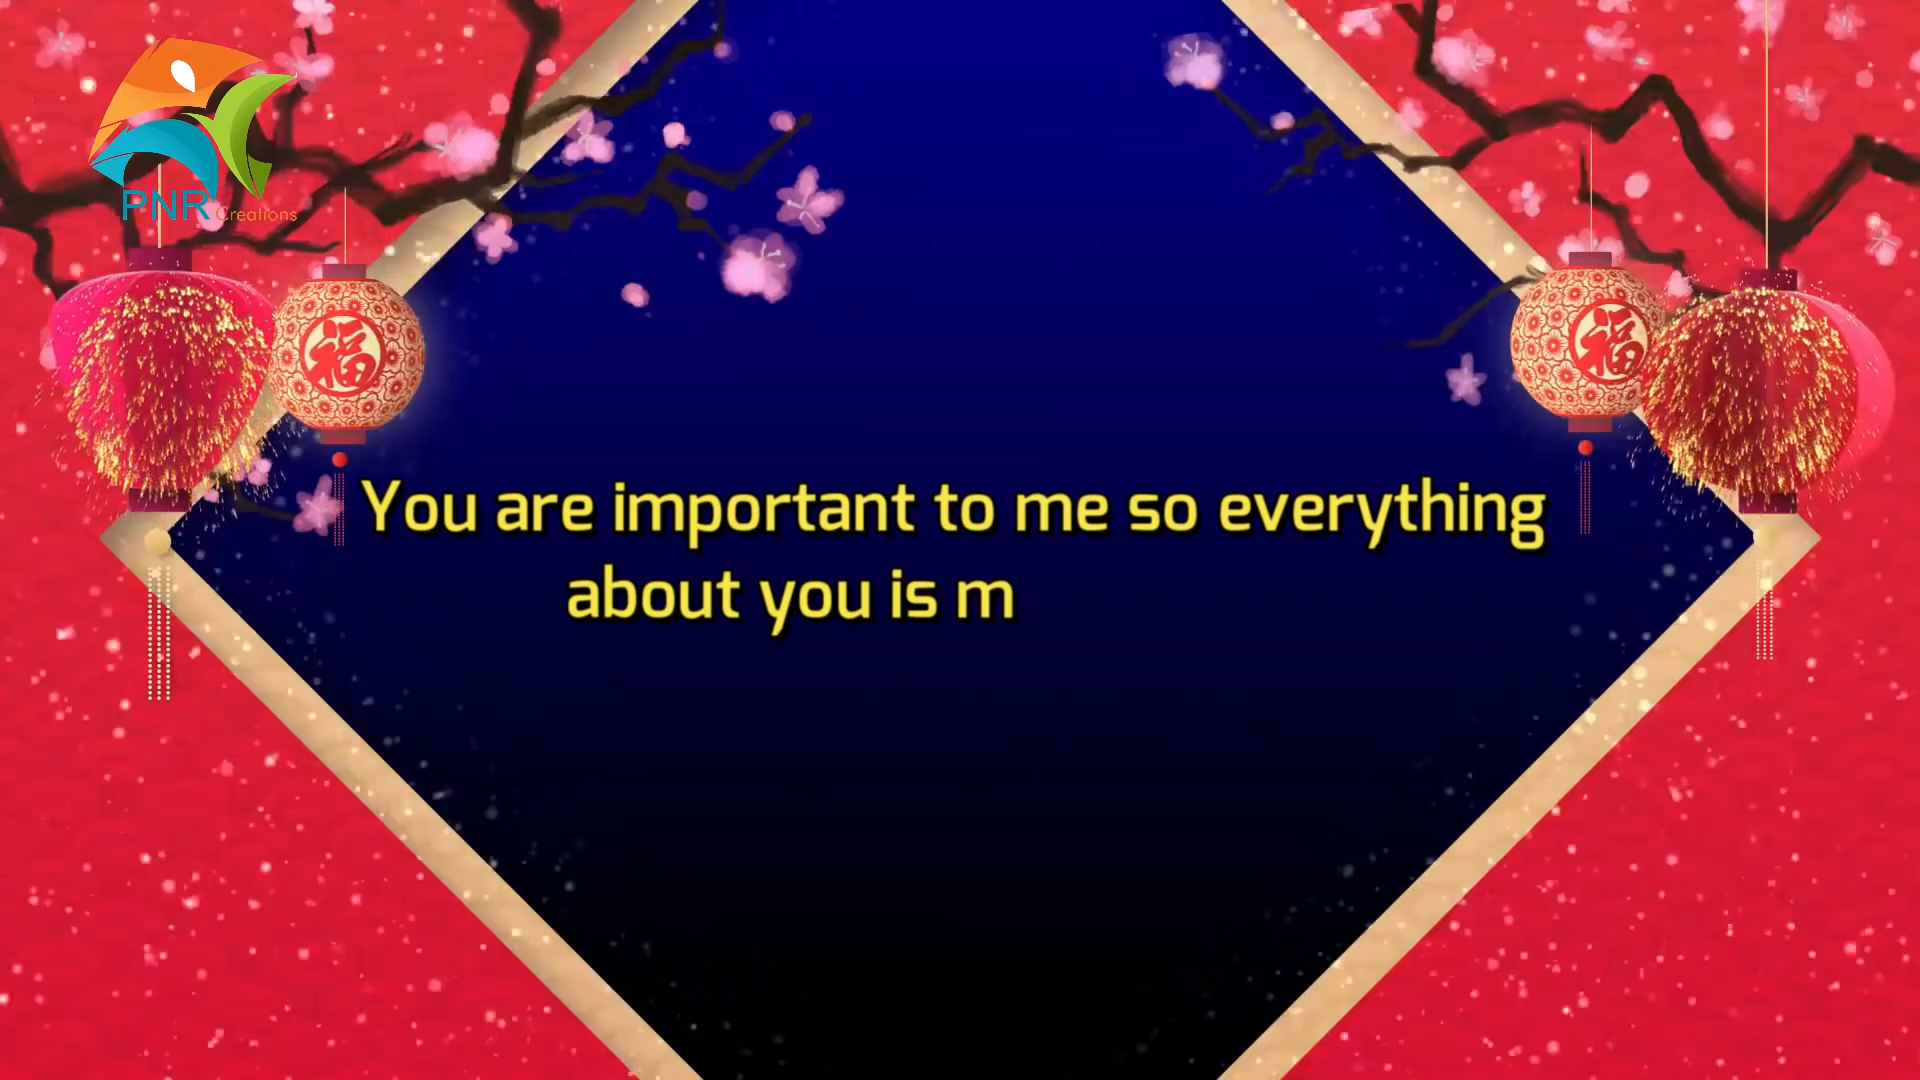 PNR Creations
福
福
You are important to me so everything
about you is m